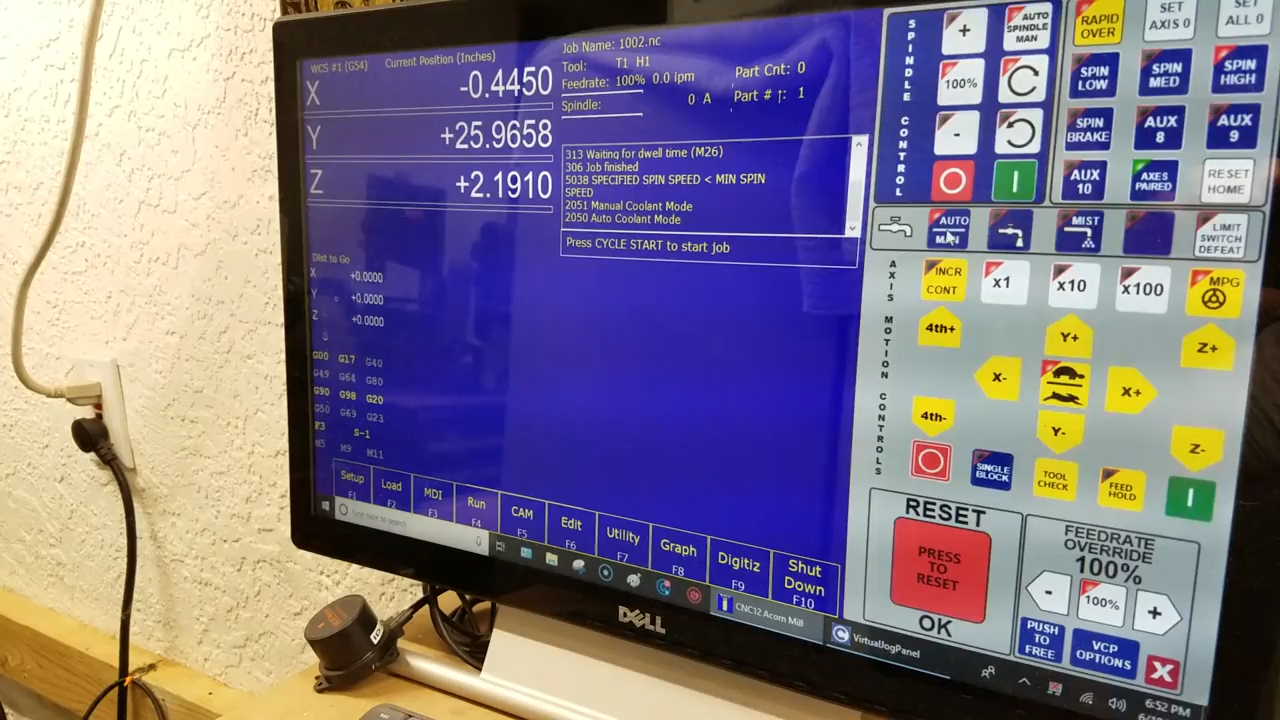 WCS #1 (G54) Current Position (Inches)
X -0.4450
Y +25.9658
Z +2.1910
Dist to Go
X +0.0000
Y +0.0000
Z +0.0000
G00 G17 G40
G49 G64 G80
G90 G98 G20
G50 G69 G23
F3 S-1
M5 M9 M11
Job Name: 1002.nc
Tool: T1 H1
Feedrate: 100% 0.0 ipm
Spindle: 0 A
Part Cnt: 0
Part # ↑: 1
313 Waiting for dwell time (M26)
306 Job finished
5038 SPECIFIED SPIN SPEED < MIN SPIN
SPEED
2051 Manual Coolant Mode
2050 Auto Coolant Mode
Press CYCLE START to start job
Setup F1
Load F2
MDI F3
Run F4
CAM F5
Edit F6
Utility F7
Graph F8
Digitiz F9
Shut Down F10
Type here to search
CNC12 Acorn Mill
VirtualJogPanel
6:52 PM
DELL
SPINDLE CONTROL
+
AUTO SPINDLE MAN
100%
-
RAPID OVER
SET AXIS 0
SET ALL 0
SPIN LOW
SPIN MED
SPIN HIGH
SPIN BRAKE
AUX 8
AUX 9
AUX 10
AXES PAIRED
RESET HOME
AUTO MAN
MIST
LIMIT SWITCH DEFEAT
AXIS MOTION CONTROLS
INCR CONT
x1
x10
x100
MPG
4th+
Y+
Z+
X-
X+
4th-
Y-
Z-
SINGLE BLOCK
TOOL CHECK
FEED HOLD
RESET
PRESS TO RESET
OK
FEEDRATE OVERRIDE
100%
-
100%
+
PUSH TO FREE
VCP OPTIONS
X